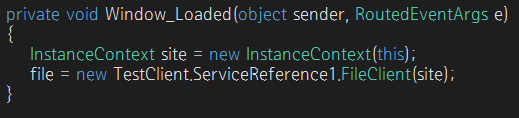 private void Window_Loaded(object sender, RoutedEventArgs e)
{
InstanceContext site = new InstanceContext(this);
file = new TestClient.ServiceReference1.FileClient(site);
}